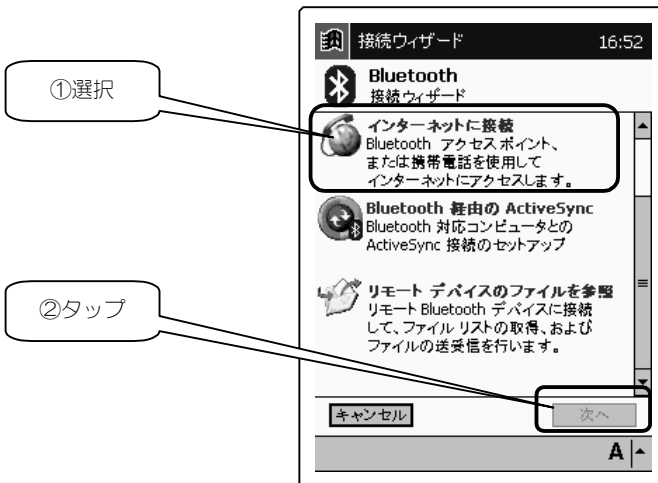 接続ウィザード 16:52
Bluetooth
接続ウィザード
①選択
インターネットに接続
Bluetooth アクセスポイント、
または携帯電話を使用して
インターネットにアクセスします。
Bluetooth 経由の ActiveSync
Bluetooth 対応コンピュータとの
ActiveSync 接続のセットアップ
②タップ
リモート デバイスのファイルを参照
リモート Bluetooth デバイスに接続
して、ファイル リストの取得、および
ファイルの送受信を行います。
キャンセル 次へ
A